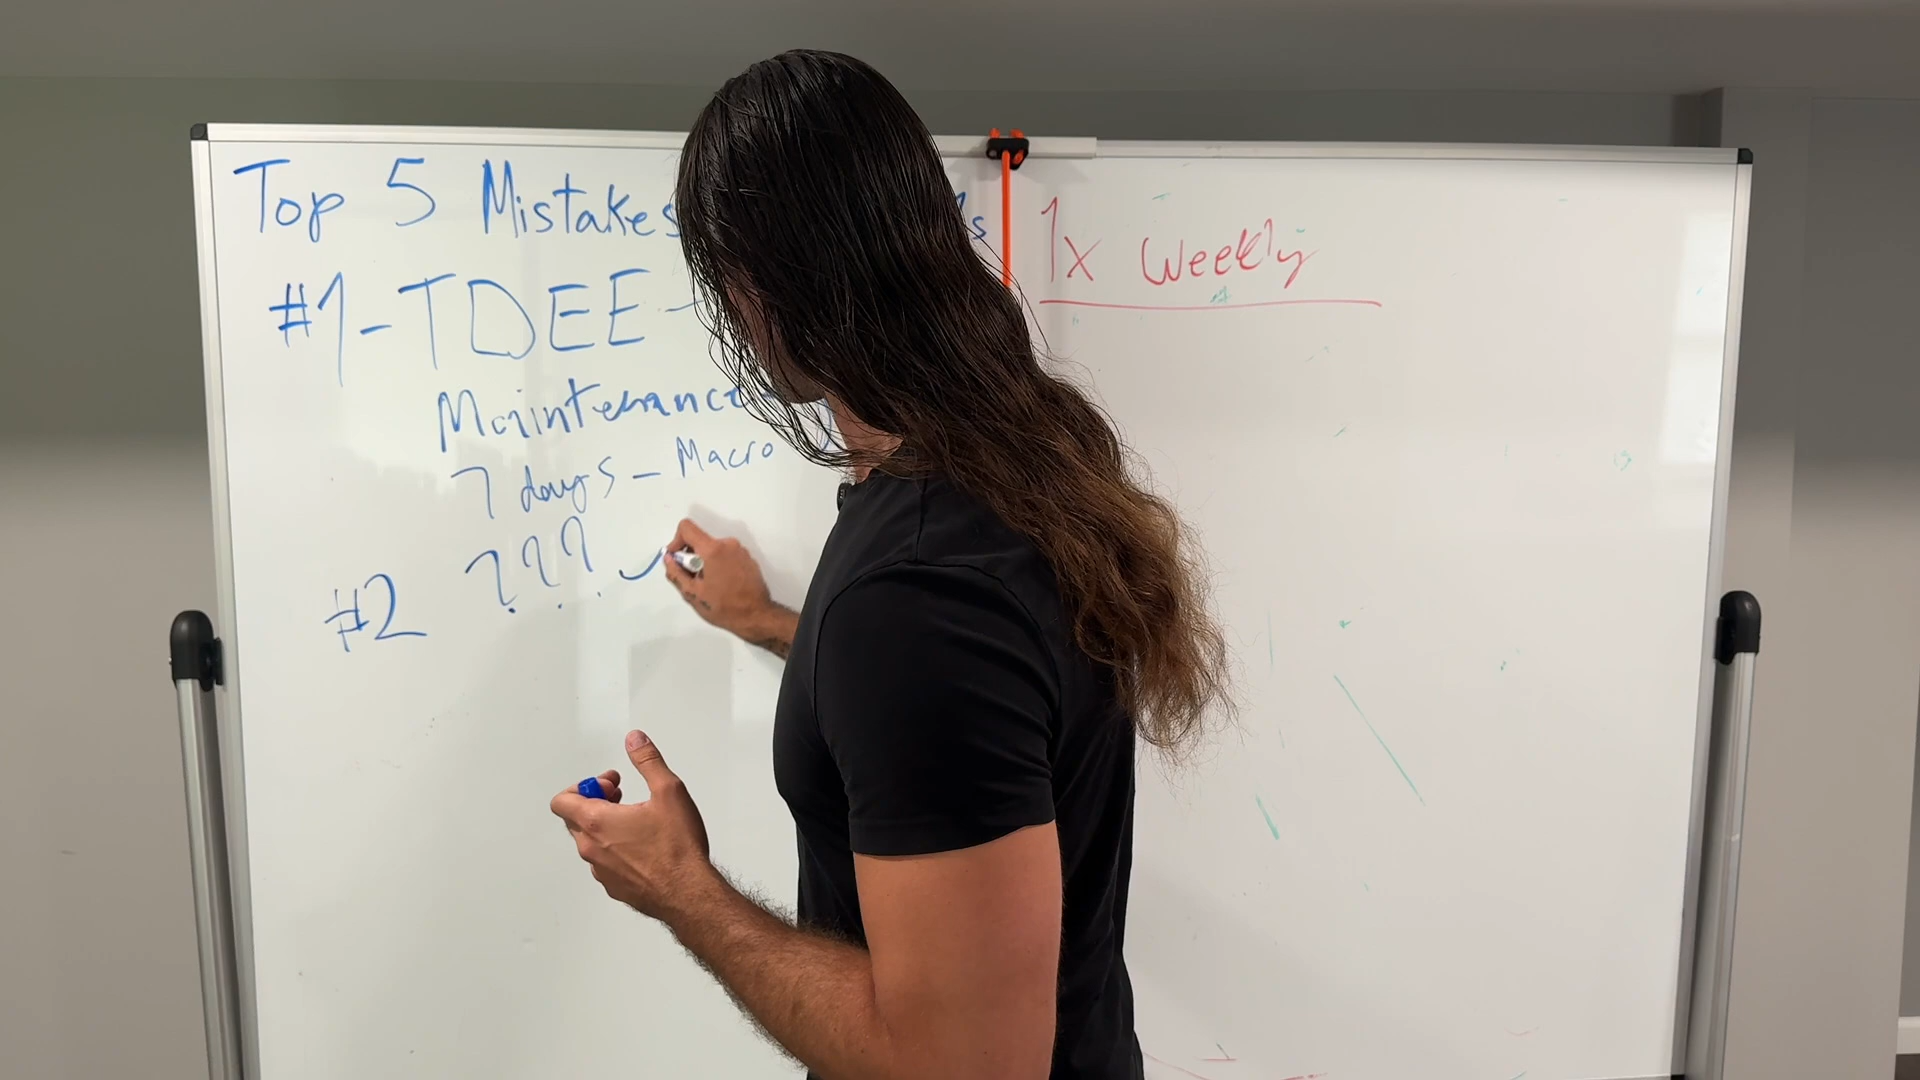 Top 5 Mistakes
#1 - TDEE -
Maintenance -
7 days - Macro
#2 ???
1x Weekly